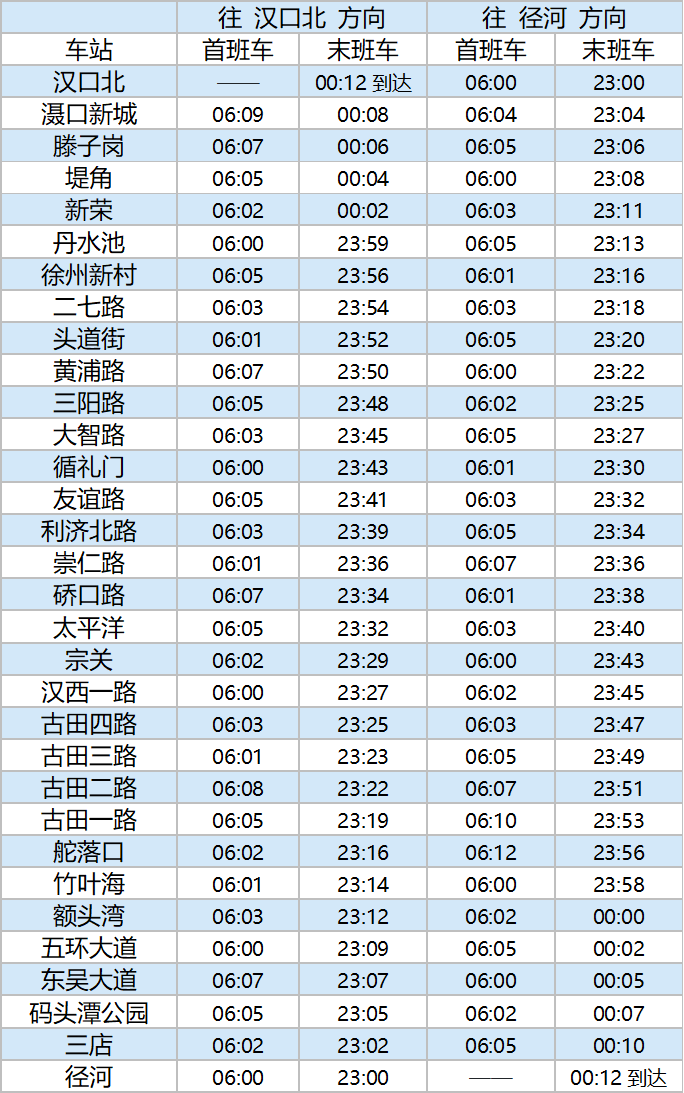 往 汉口北 方向 往 径河 方向
车站 首班车 末班车 首班车 末班车
汉口北 —— 00:12 到达 06:00 23:00
滠口新城 06:09 00:08 06:04 23:04
滕子岗 06:07 00:06 06:05 23:06
堤角 06:05 00:04 06:00 23:08
新荣 06:02 00:02 06:03 23:11
丹水池 06:00 23:59 06:05 23:13
徐州新村 06:05 23:56 06:01 23:16
二七路 06:03 23:54 06:03 23:18
头道街 06:01 23:52 06:05 23:20
黄浦路 06:07 23:50 06:00 23:22
三阳路 06:05 23:48 06:02 23:25
大智路 06:03 23:45 06:05 23:27
循礼门 06:00 23:43 06:01 23:30
友谊路 06:05 23:41 06:03 23:32
利济北路 06:03 23:39 06:05 23:34
崇仁路 06:01 23:36 06:07 23:36
硚口路 06:07 23:34 06:01 23:38
太平洋 06:05 23:32 06:03 23:40
宗关 06:02 23:29 06:00 23:43
汉西一路 06:00 23:27 06:02 23:45
古田四路 06:03 23:25 06:03 23:47
古田三路 06:01 23:23 06:05 23:49
古田二路 06:08 23:22 06:07 23:51
古田一路 06:05 23:19 06:10 23:53
舵落口 06:02 23:16 06:12 23:56
竹叶海 06:01 23:14 06:00 23:58
额头湾 06:03 23:12 06:02 00:00
五环大道 06:00 23:09 06:05 00:02
东吴大道 06:07 23:07 06:00 00:05
码头潭公园 06:05 23:05 06:02 00:07
三店 06:02 23:02 06:05 00:10
径河 06:00 23:00 —— 00:12 到达